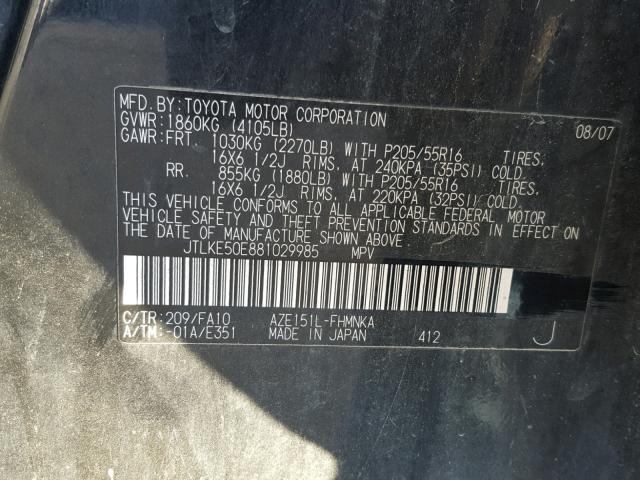 MFD.BY:TOYOTA MOTOR CORPORATION 08/07
GVWR:1860KG (4105LB)
GAWR:FRT. 1030KG (2270LB) WITH P205/55R16 TIRES.
16X6 1/2J RIMS. AT 240KPA (35PSI) COLD.
RR. 855KG (1880LB) WITH P205/55R16 TIRES.
16X6 1/2J RIMS. AT 220KPA (32PSI) COLD.
THIS VEHICLE CONFORMS TO ALL APPLICABLE FEDERAL MOTOR
VEHICLE SAFETY AND THEFT PREVENTION STANDARDS IN EFFECT ON
THE DATE OF MANUFACTURE SHOWN ABOVE.
JTLKE50E881029985 MPV
C/TR:209/FA10 AZE151L-FHMNKA
A/TM:-01A/E351 MADE IN JAPAN 412 J